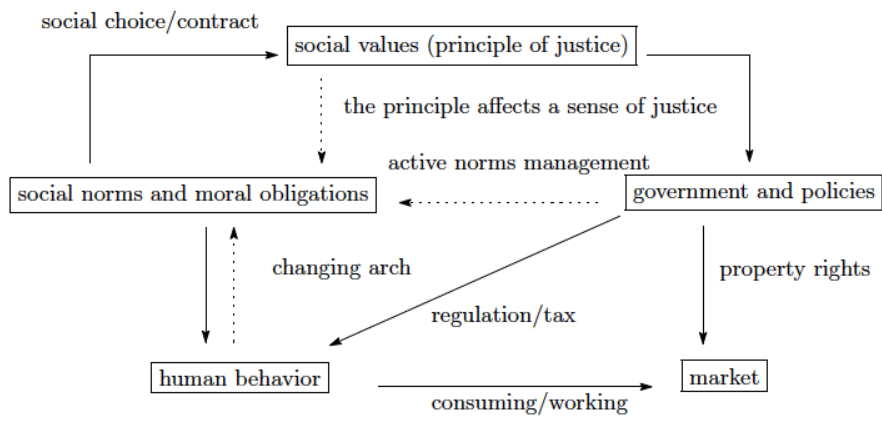 social choice/contract
social values (principle of justice)
the principle affects a sense of justice
active norms management
social norms and moral obligations
government and policies
changing arch
property rights
regulation/tax
human behavior
market
consuming/working